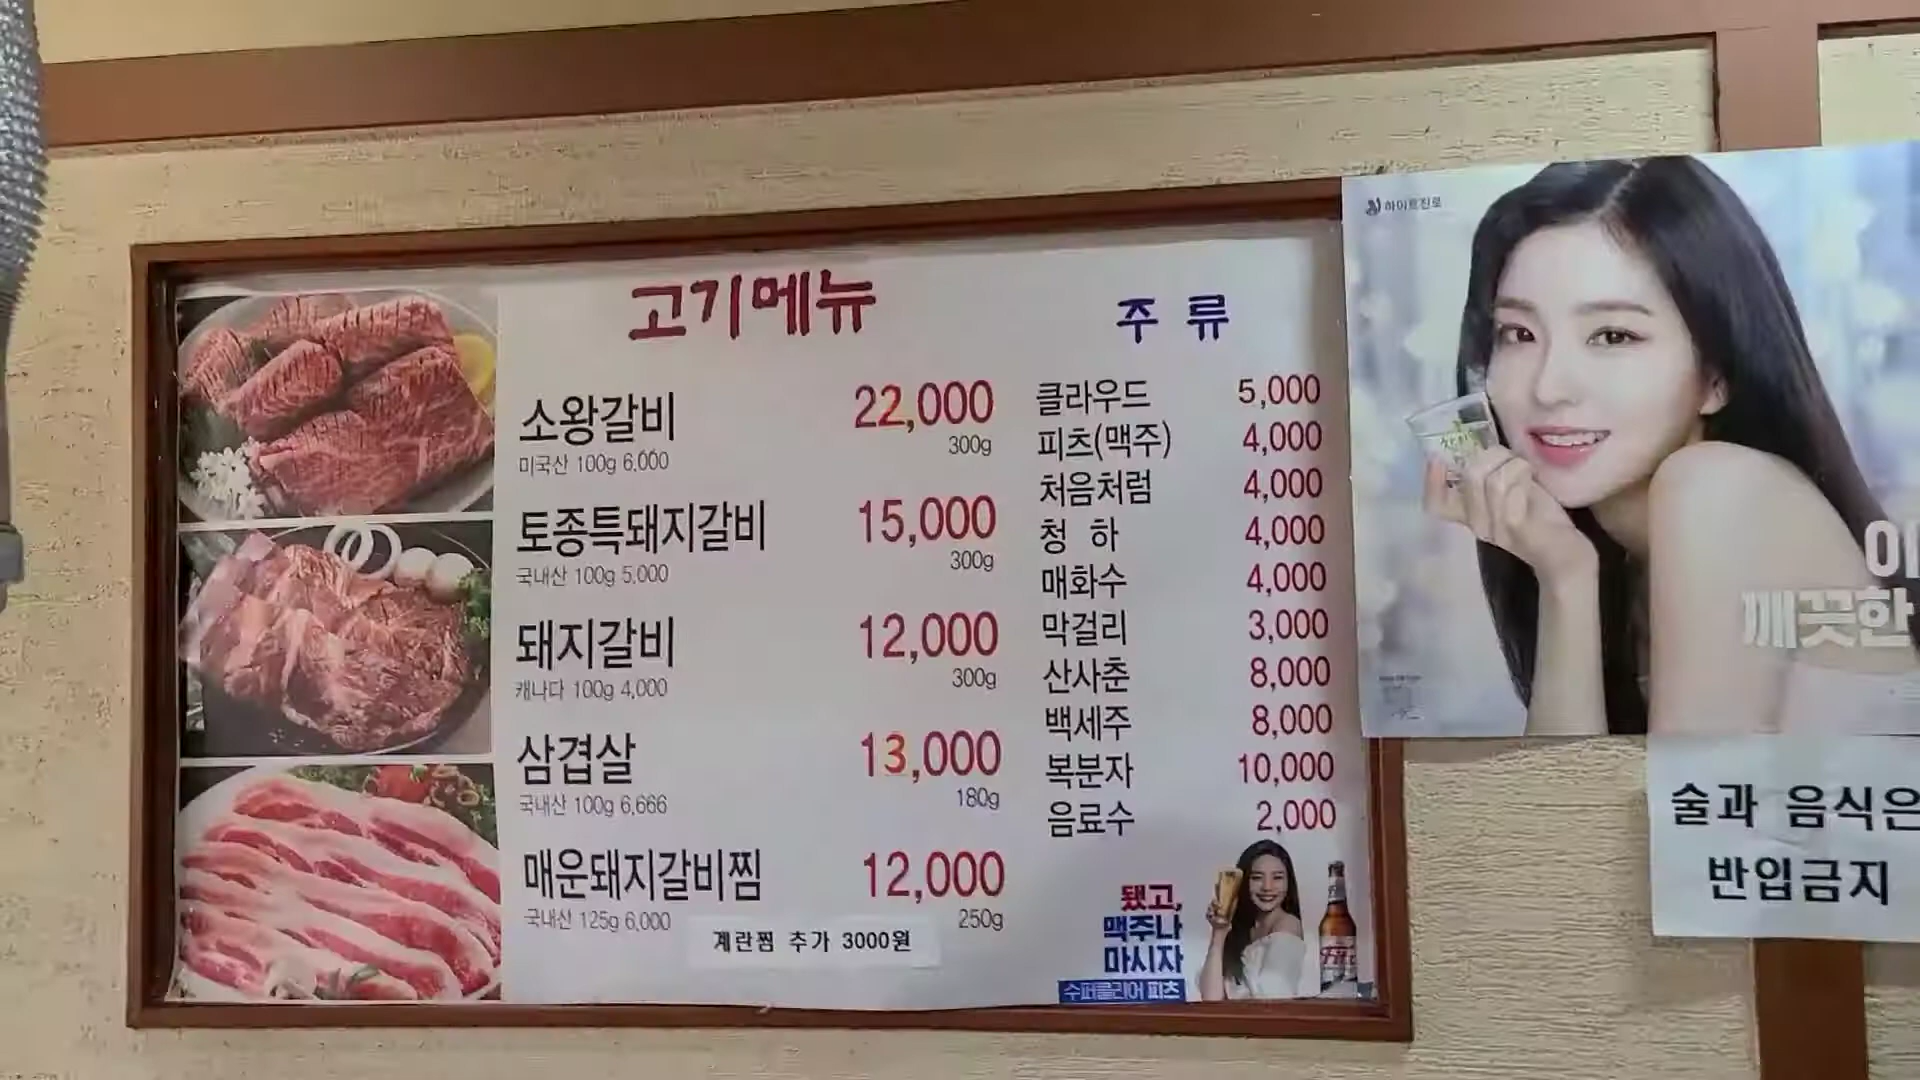 고기메뉴
소왕갈비 22,000
미국산 100g 6,000 300g
토종특돼지갈비 15,000
국내산 100g 5,000 300g
돼지갈비 12,000
캐나다 100g 4,000 300g
삼겹살 13,000
국내산 100g 6,666 180g
매운돼지갈비찜 12,000
국내산 125g 6,000 250g
계란찜 추가 3000원
주 류
클라우드 5,000
피츠(맥주) 4,000
처음처럼 4,000
청 하 4,000
매화수 4,000
막걸리 3,000
산사춘 8,000
백세주 8,000
복분자 10,000
음료수 2,000
됐고,
맥주나
마시자
수퍼클리어 피츠
하이트진로
이
깨끗한
술과 음식은
반입금지